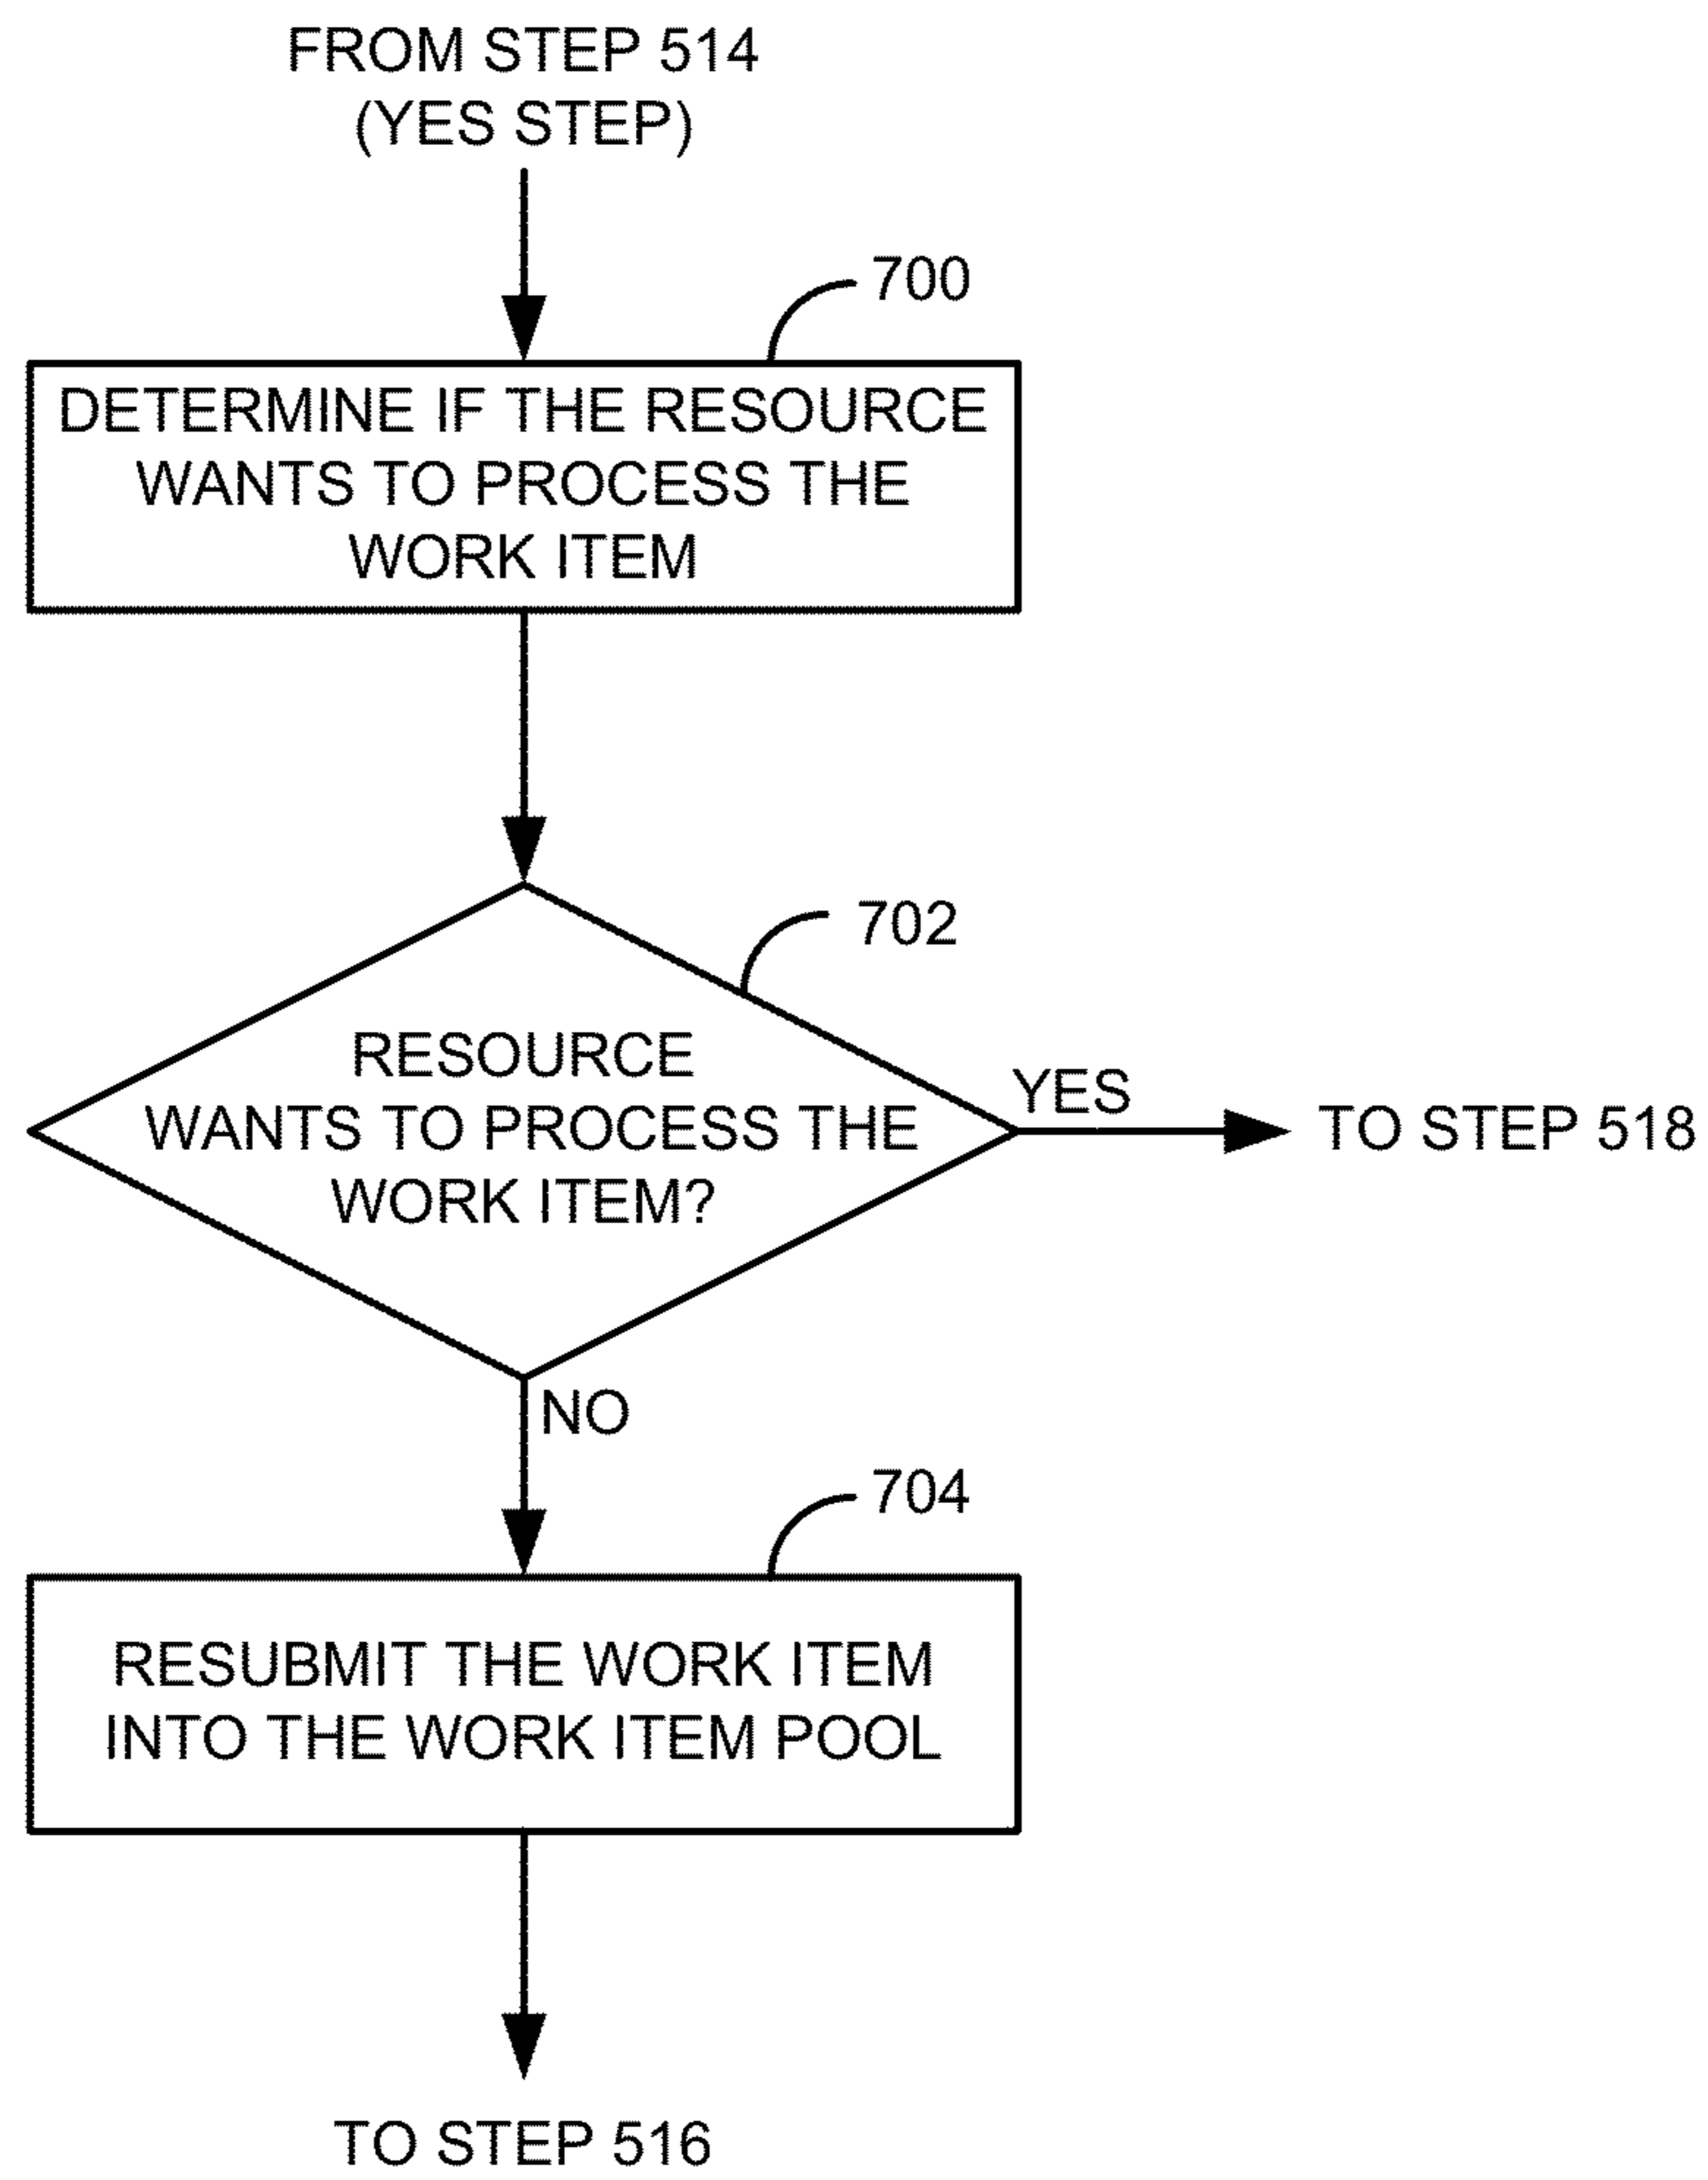 FROM STEP 514
(YES STEP)
700
DETERMINE IF THE RESOURCE
WANTS TO PROCESS THE
WORK ITEM
702
RESOURCE
WANTS TO PROCESS THE
WORK ITEM?
YES
TO STEP 518
NO
704
RESUBMIT THE WORK ITEM
INTO THE WORK ITEM POOL
TO STEP 516